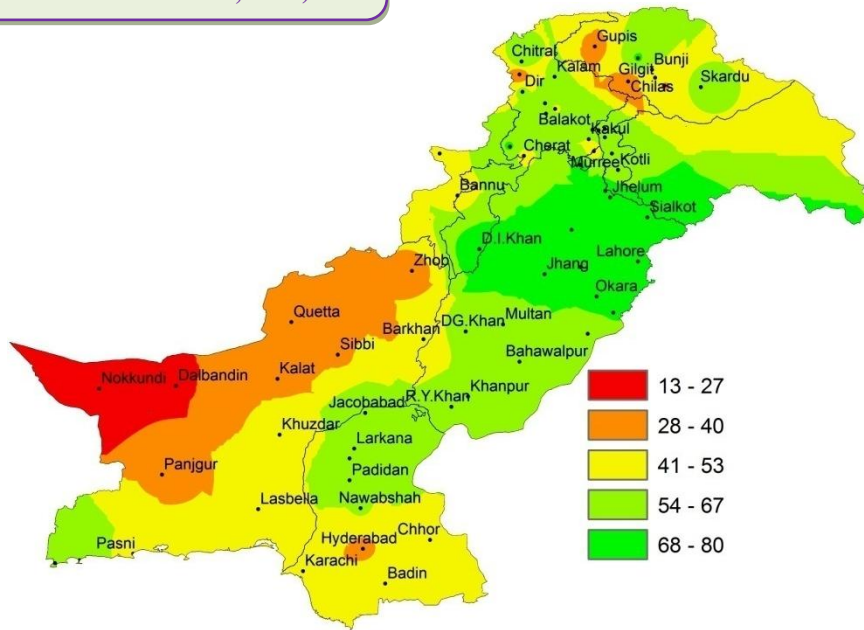 Gupis
Chitral
Kalam
Bunji
Gilgit
Skardu
Dir
Chilas
Balakot
Kakul
Cherat
Murree
Kotli
Bannu
Jhelum
Sialkot
D.I.Khan
Lahore
Zhob
Jhang
Okara
Quetta
DG.Khan
Multan
Barkhan
Sibbi
Bahawalpur
Nokkundi
Dalbandin
Kalat
Khanpur
R.Y.Khan
Jacobabad
Khuzdar
Larkana
Panjgur
Padidan
Lasbella
Nawabshah
Chhor
Hyderabad
Pasni
Karachi
Badin
13 - 27
28 - 40
41 - 53
54 - 67
68 - 80